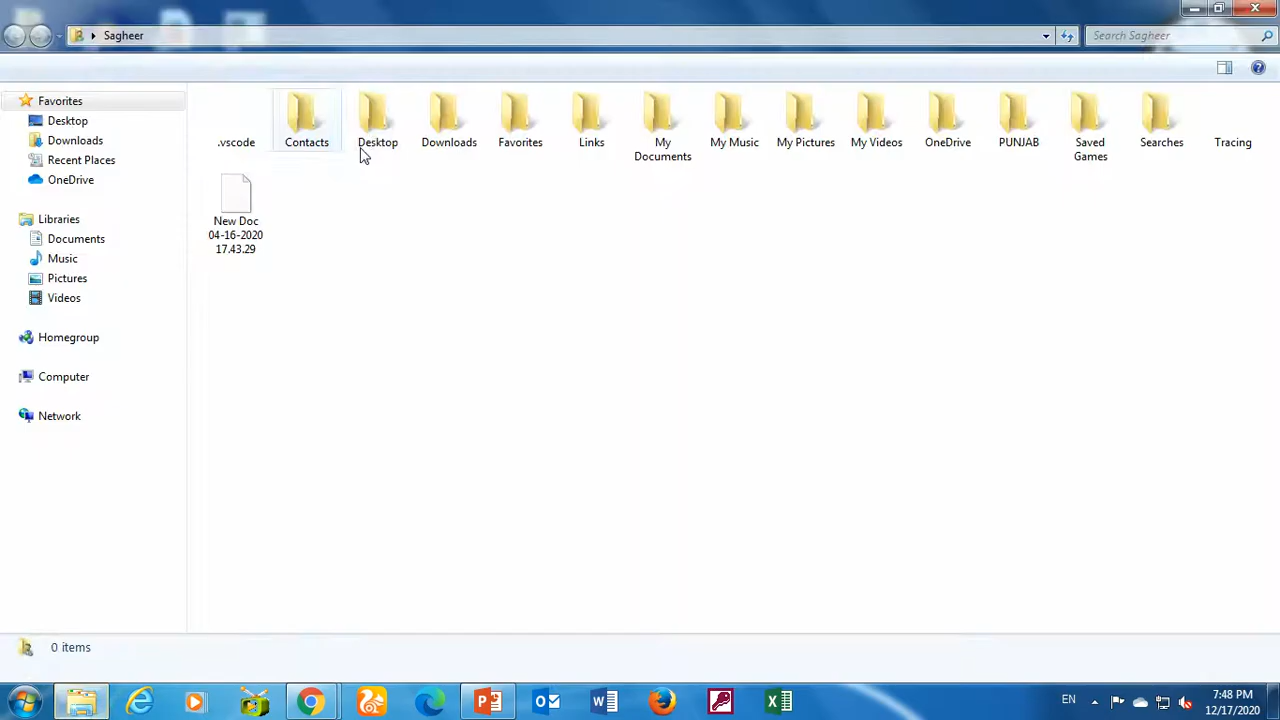 Sagheer
Search Sagheer
Favorites
Desktop
Downloads
Recent Places
OneDrive
Libraries
Documents
Music
Pictures
Videos
Homegroup
Computer
Network
.vscode
Contacts
Desktop
Downloads
Favorites
Links
My
Documents
My Music
My Pictures
My Videos
OneDrive
PUNJAB
Saved
Games
Searches
Tracing
New Doc
04-16-2020
17.43.29
0 items
EN
7:48 PM
12/17/2020